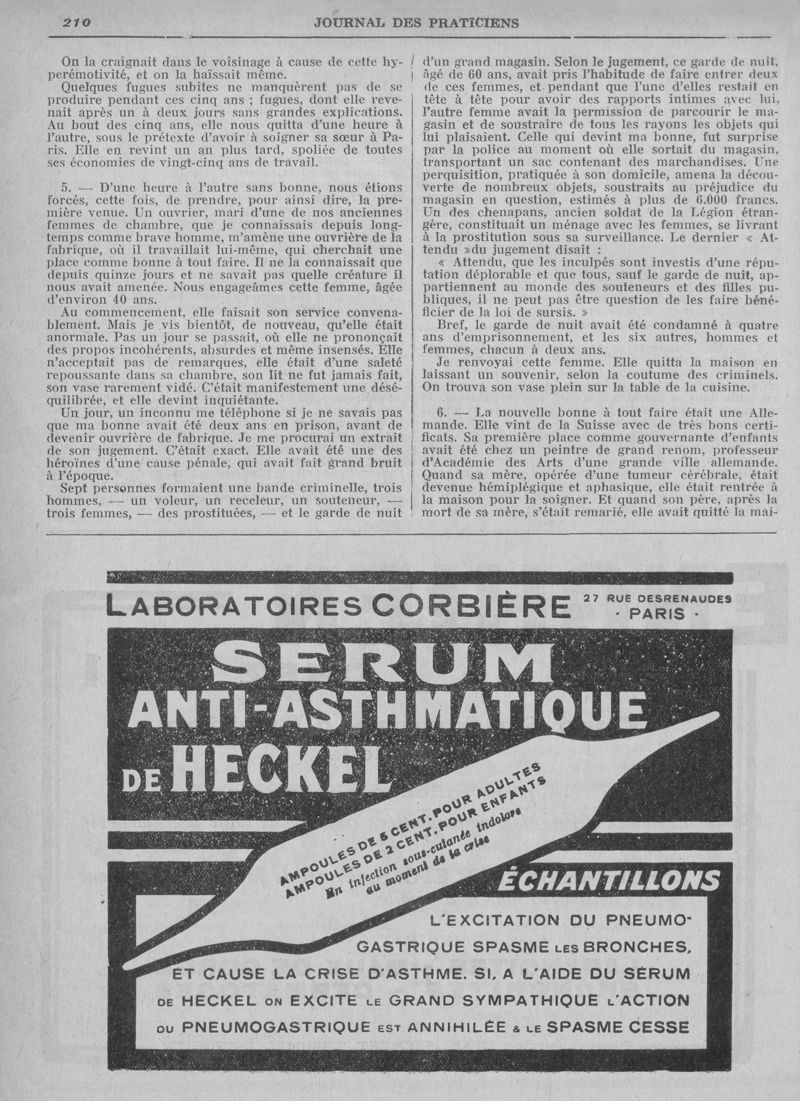 210
JOURNAL DES PRATICIENS
On la craignait dans le voisinage à cause de cette hy-
perémotivité, et on la haïssait même.
Quelques fugues subites ne manquèrent pas de se
produire pendant ces cinq ans ; fugues, dont elle reve-
nait après un à deux jours sans grandes explications.
Au bout des cinq ans, elle nous quitta d'une heure à
l'autre, sous le prétexte d'avoir à soigner sa sœur à Pa-
ris. Elle en revint un an plus tard, spoliée de toutes
ses économies de vingt-cinq ans de travail.
5. — D'une heure à l'autre sans bonne, nous étions
forcés, cette fois, de prendre, pour ainsi dire, la pre-
mière venue. Un ouvrier, mari d'une de nos anciennes
femmes de chambre, que je connaissais depuis long-
temps comme brave homme, m'amène une ouvrière de la
fabrique, où il travaillait lui-même, qui cherchait une
place comme bonne à tout faire. Il ne la connaissait que
depuis quinze jours et ne savait pas quelle créature il
nous avait amenée. Nous engageâmes cette femme, âgée
d'environ 40 ans.
Au commencement, elle faisait son service convena-
blement. Mais je vis bientôt, de nouveau, qu'elle était
anormale. Pas un jour se passait, où elle ne prononçait
des propos incohérents, absurdes et même insensés. Elle
n'acceptait pas de remarques, elle était d'une saleté
repoussante dans sa chambre, son lit ne fut jamais fait,
son vase rarement vidé. C'était manifestement une désé-
quilibrée, et elle devint inquiétante.
Un jour, un inconnu me téléphone si je ne savais pas
que ma bonne avait été deux ans en prison, avant de
devenir ouvrière de fabrique. Je me procurai un extrait
de son jugement. C'était exact. Elle avait été une des
héroïnes d'une cause pénale, qui avait fait grand bruit
à l'époque.
Sept personnes formaient une bande criminelle, trois
hommes, — un voleur, un receleur, un souteneur, —
trois femmes, — des prostituées, — et le garde de nuit
d'un grand magasin. Selon le jugement, ce garde de nuit,
âgé de 60 ans, avait pris l'habitude de faire entrer deux
de ces femmes, et pendant que l'une d'elles restait en
tête à tête pour avoir des rapports intimes avec lui,
l'autre femme avait la permission de parcourir le ma-
gasin et de soustraire de tous les rayons les objets qui
lui plaisaient. Celle qui devint ma bonne, fut surprise
par la police au moment où elle sortait du magasin,
transportant un sac contenant des marchandises. Une
perquisition, pratiquée à son domicile, amena la décou-
verte de nombreux objets, soustraits au préjudice du
magasin en question, estimés à plus de 6.000 francs.
Un des chenapans, ancien soldat de la Légion étran-
gère, constituait un ménage avec les femmes, se livrant
à la prostitution sous sa surveillance. Le dernier « At-
tendu »du jugement disait :
« Attendu, que les inculpés sont investis d'une répu-
tation déplorable et que tous, sauf le garde de nuit, ap-
partiennent au monde des souteneurs et des filles pu-
bliques, il ne peut pas être question de les faire béné-
ficier de la loi de sursis. »
Bref, le garde de nuit avait été condamné à quatre
ans d'emprisonnement, et les six autres, hommes et
femmes, chacun à deux ans.
Je renvoyai cette femme. Elle quitta la maison en
laissant un souvenir, selon la coutume des criminels.
On trouva son vase plein sur la table de la cuisine.
6. — La nouvelle bonne à tout faire était une Alle-
mande. Elle vint de la Suisse avec de très bons certi-
ficats. Sa première place comme gouvernante d'enfants
avait été chez un peintre de grand renom, professeur
d'Académie des Arts d'une grande ville allemande.
Quand sa mère, opérée d'une tumeur cérébrale, était
devenue hémiplégique et aphasique, elle était rentrée à
la maison pour la soigner. Et quand son père, après la
mort de sa mère, s'était remarié, elle avait quitté la mai-
LABORATOIRES CORBIÈRE 27 RUE DESRENAUDES
· PARIS ·
SERUM
ANTI-ASTHMATIQUE
DE HECKEL
AMPOULES DE 5 CENT. POUR ADULTES
AMPOULES DE 2 CENT. POUR ENFANTS
En injection sous-cutanée indolore
au moment de la crise
ÉCHANTILLONS
L'EXCITATION DU PNEUMO-
GASTRIQUE SPASME LES BRONCHES,
ET CAUSE LA CRISE D'ASTHME. SI, A L'AIDE DU SÉRUM
DE HECKEL ON EXCITE LE GRAND SYMPATHIQUE L'ACTION
DU PNEUMOGASTRIQUE EST ANNIHILÉE & LE SPASME CESSE